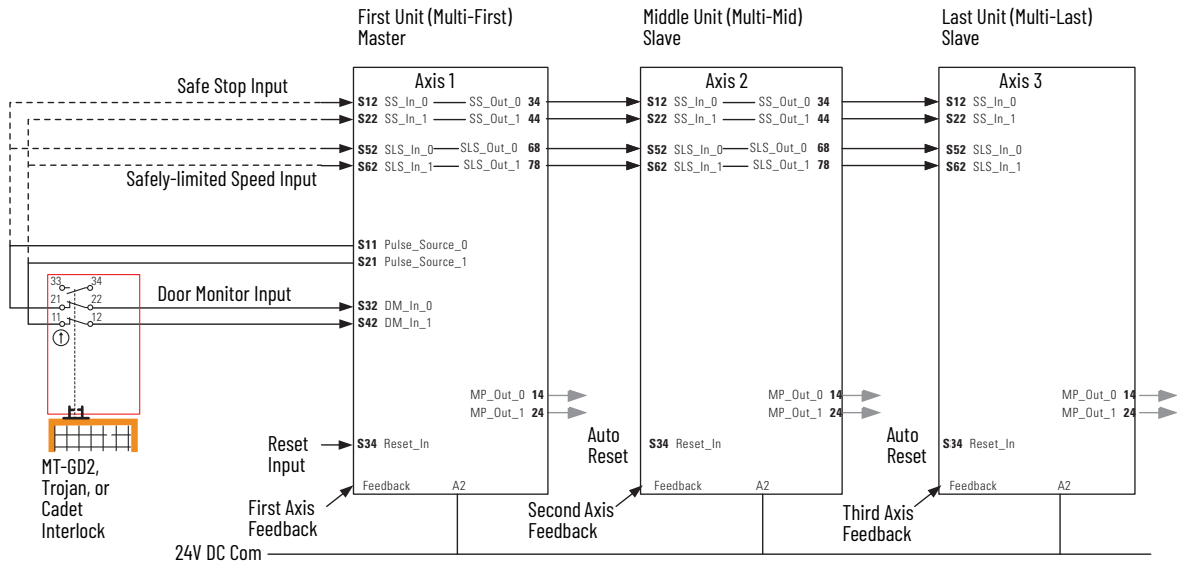 First Unit (Multi-First)
Master
Middle Unit (Multi-Mid)
Slave
Last Unit (Multi-Last)
Slave
Axis 1
Axis 2
Axis 3
Safe Stop Input
S12 SS_In_0 SS_Out_0 34
S22 SS_In_1 SS_Out_1 44
S52 SLS_In_0 SLS_Out_0 68
S62 SLS_In_1 SLS_Out_1 78
S12 SS_In_0 SS_Out_0 34
S22 SS_In_1 SS_Out_1 44
S52 SLS_In_0 SLS_Out_0 68
S62 SLS_In_1 SLS_Out_1 78
S12 SS_In_0
S22 SS_In_1
S52 SLS_In_0
S62 SLS_In_1
Safely-limited Speed Input
S11 Pulse_Source_0
S21 Pulse_Source_1
33 34
21 22
11 12
Door Monitor Input
S32 DM_In_0
S42 DM_In_1
MP_Out_0 14
MP_Out_1 24
MP_Out_0 14
MP_Out_1 24
MP_Out_0 14
MP_Out_1 24
Reset
Input
S34 Reset_In
Auto
Reset
S34 Reset_In
Auto
Reset
S34 Reset_In
MT-GD2,
Trojan, or
Cadet
Interlock
Feedback A2
Feedback A2
Feedback A2
First Axis
Feedback
Second Axis
Feedback
Third Axis
Feedback
24V DC Com